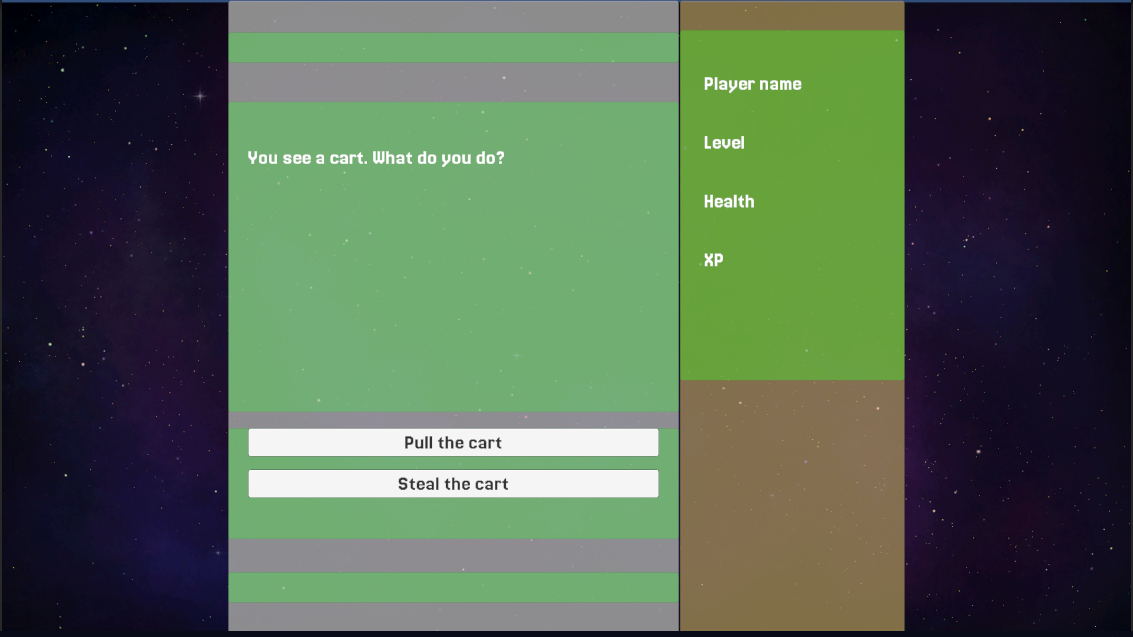 You see a cart. What do you do?
Pull the cart
Steal the cart
Player name
Level
Health
XP